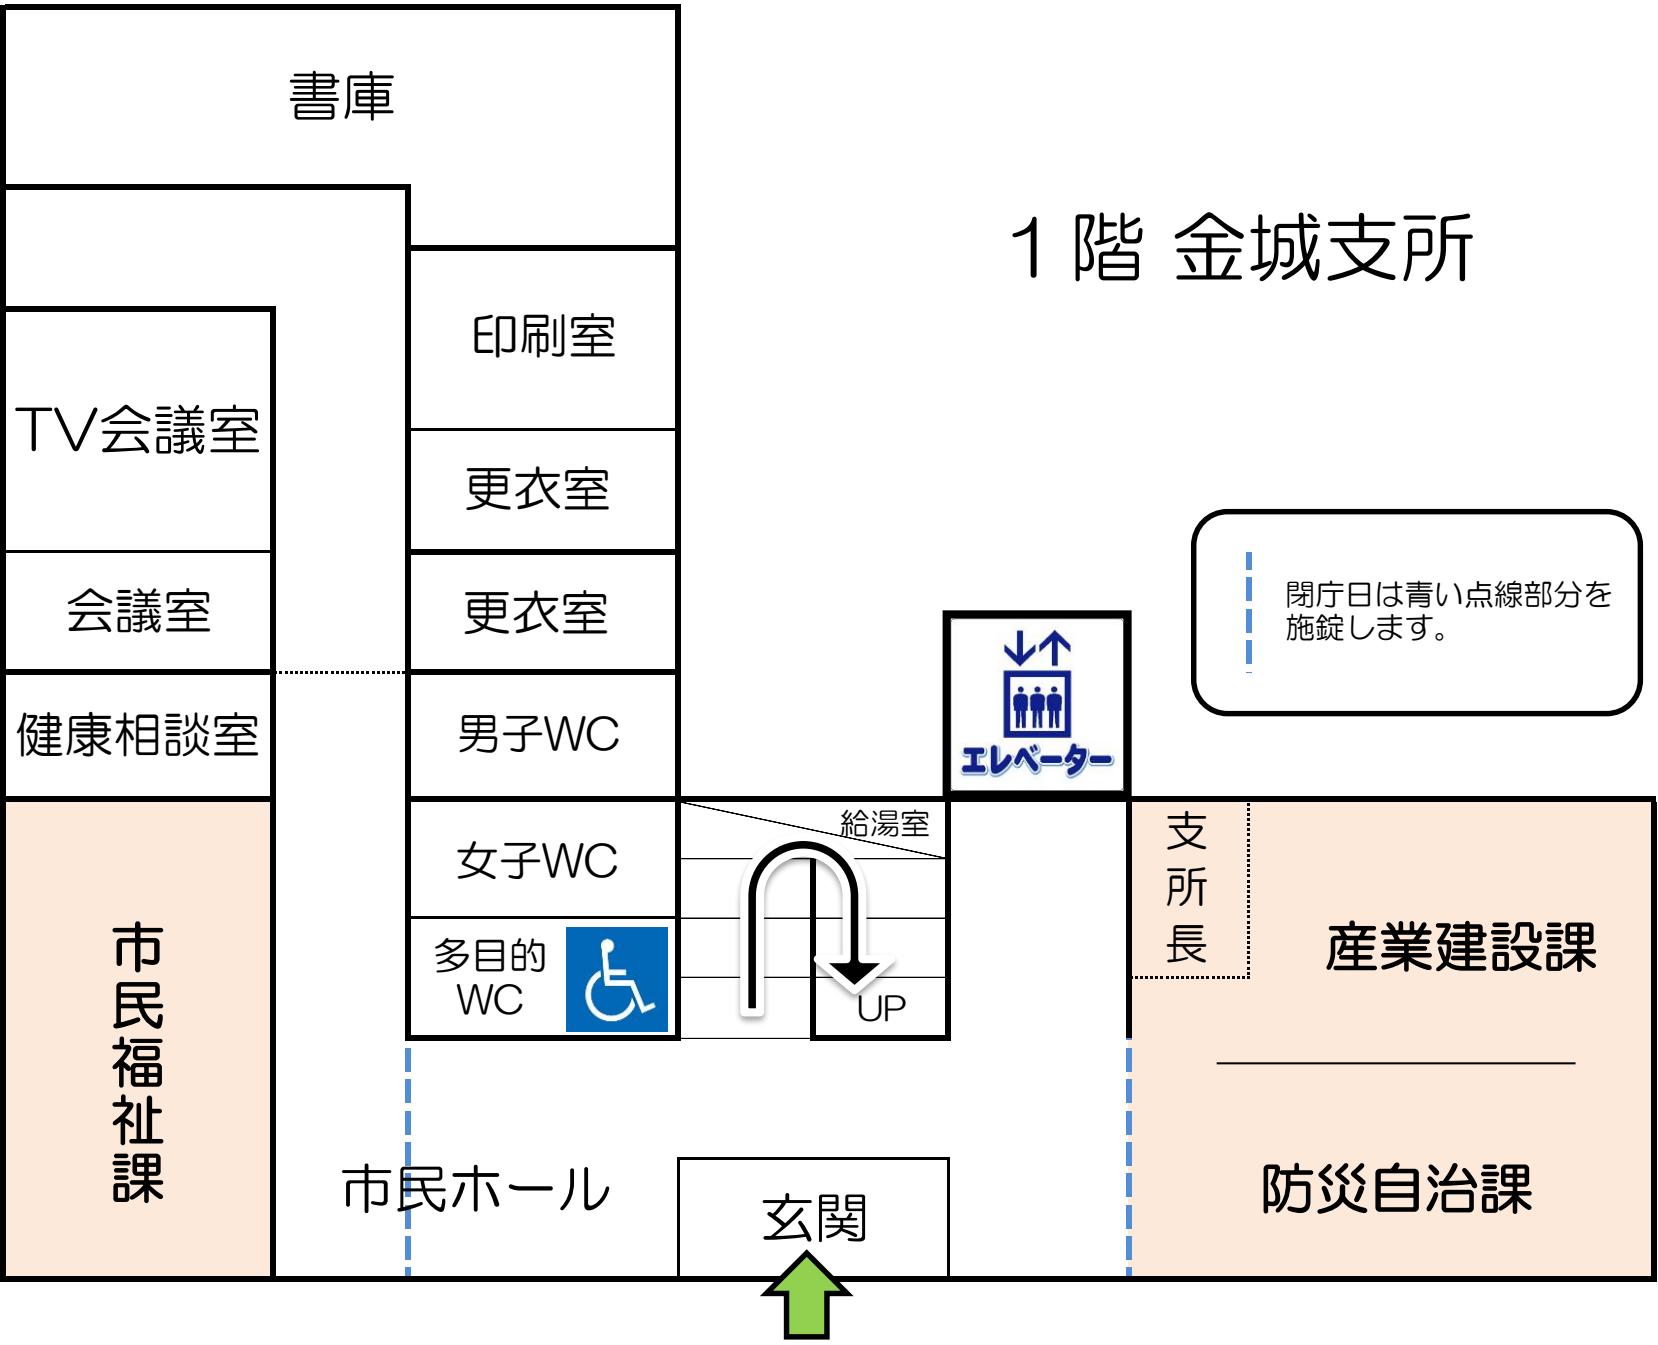 書庫
１階 金城支所
印刷室
TV会議室
更衣室
閉庁日は青い点線部分を
施錠します。
会議室
更衣室
健康相談室
男子WC
エレベーター
給湯室
女子WC
支所長
市民福祉課
産業建設課
多目的
WC
UP
市民ホール
玄関
防災自治課